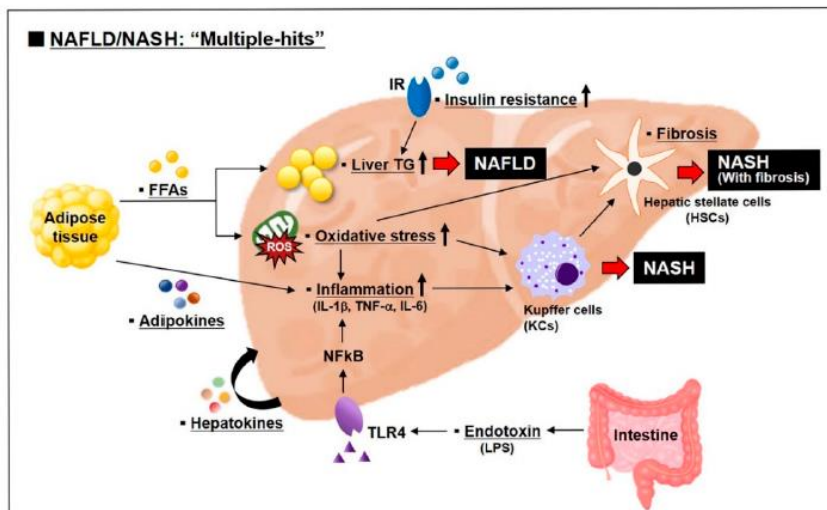 ■ NAFLD/NASH: “Multiple-hits”
IR
▪ Insulin resistance
▪ Fibrosis
▪ Liver TG
NAFLD
NASH
(With fibrosis)
▪ FFAs
Hepatic stellate cells
(HSCs)
Adipose
tissue
ROS
▪ Oxidative stress
▪ Inflammation
(IL-1β, TNF-α, IL-6)
NASH
Kupffer cells
(KCs)
▪ Adipokines
NFkB
▪ Hepatokines
TLR4
▪ Endotoxin
(LPS)
Intestine